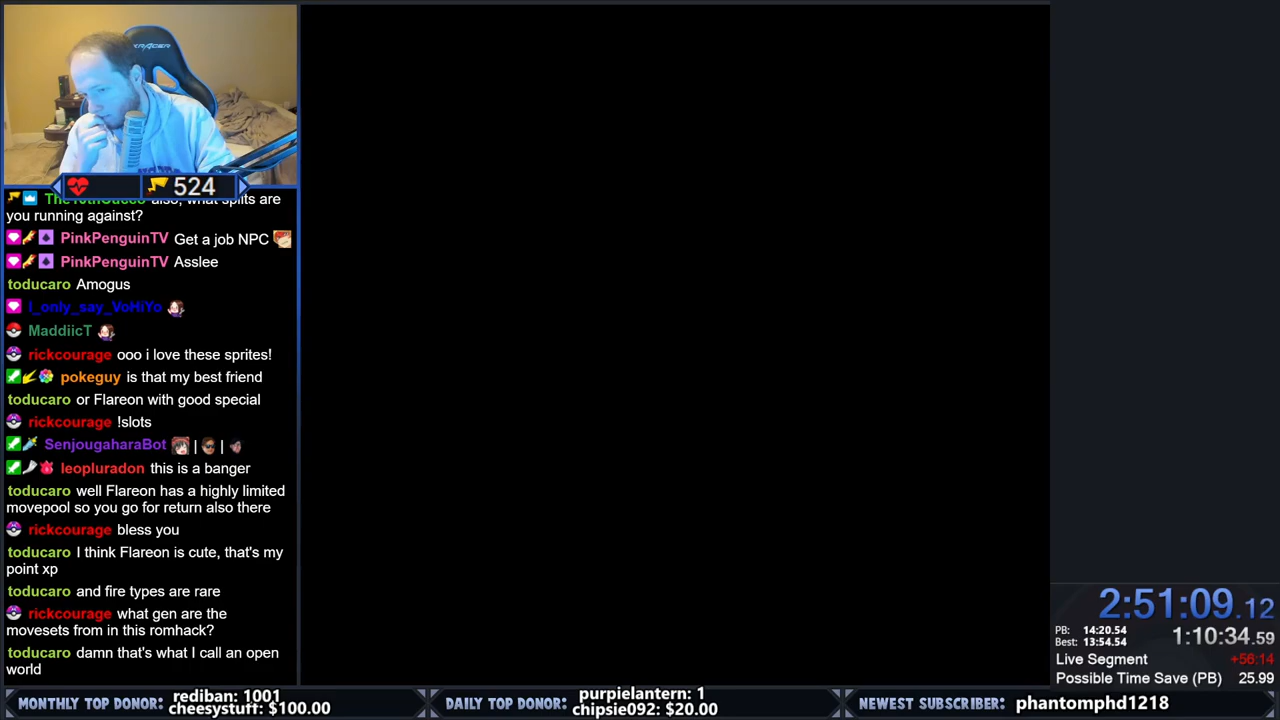 XRACER
524
also, what splits are
you running against?
PinkPenguinTV Get a job NPC
PinkPenguinTV Asslee
toducaro Amogus
I_only_say_VoHiYo
MaddiicT
rickcourage ooo i love these sprites!
pokeguy is that my best friend
toducaro or Flareon with good special
rickcourage !slots
SenjougaharaBot | |
leopluradon this is a banger
toducaro well Flareon has a highly limited
movepool so you go for return also there
rickcourage bless you
toducaro I think Flareon is cute, that's my
point xp
toducaro and fire types are rare
rickcourage what gen are the
movesets from in this romhack?
toducaro damn that's what I call an open
world
2:51:09.12
PB: 14:20.54
Best: 13:54.54
1:10:34.59
Live Segment +56:14
Possible Time Save (PB) 25.99
MONTHLY TOP DONOR: rediban: 1001
cheesystuff: $100.00
DAILY TOP DONOR: purpielantern: 1
chipsie092: $20.00
NEWEST SUBSCRIBER: phantomphd1218